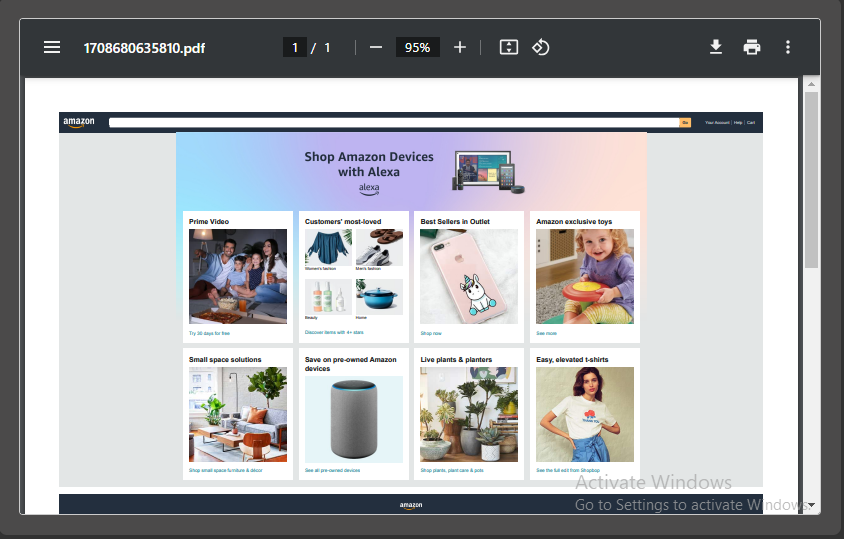 1708680635810.pdf
1 / 1
95%
amazon
Go
Your Account | Help | Cart
Shop Amazon Devices
with Alexa
alexa
Prime Video
Try 30 days for free
Customers' most-loved
Women's fashion
Men's fashion
Beauty
Home
Discover items with 4+ stars
Best Sellers in Outlet
Shop now
Amazon exclusive toys
See more
Small space solutions
Shop small space furniture & décor
Save on pre-owned Amazon
devices
See all pre-owned devices
Live plants & planters
Shop plants, plant care & pots
Easy, elevated t-shirts
THANK YOU
See the full edit from Shopbop
amazon
Activate Windows
Go to Settings to activate Windows.